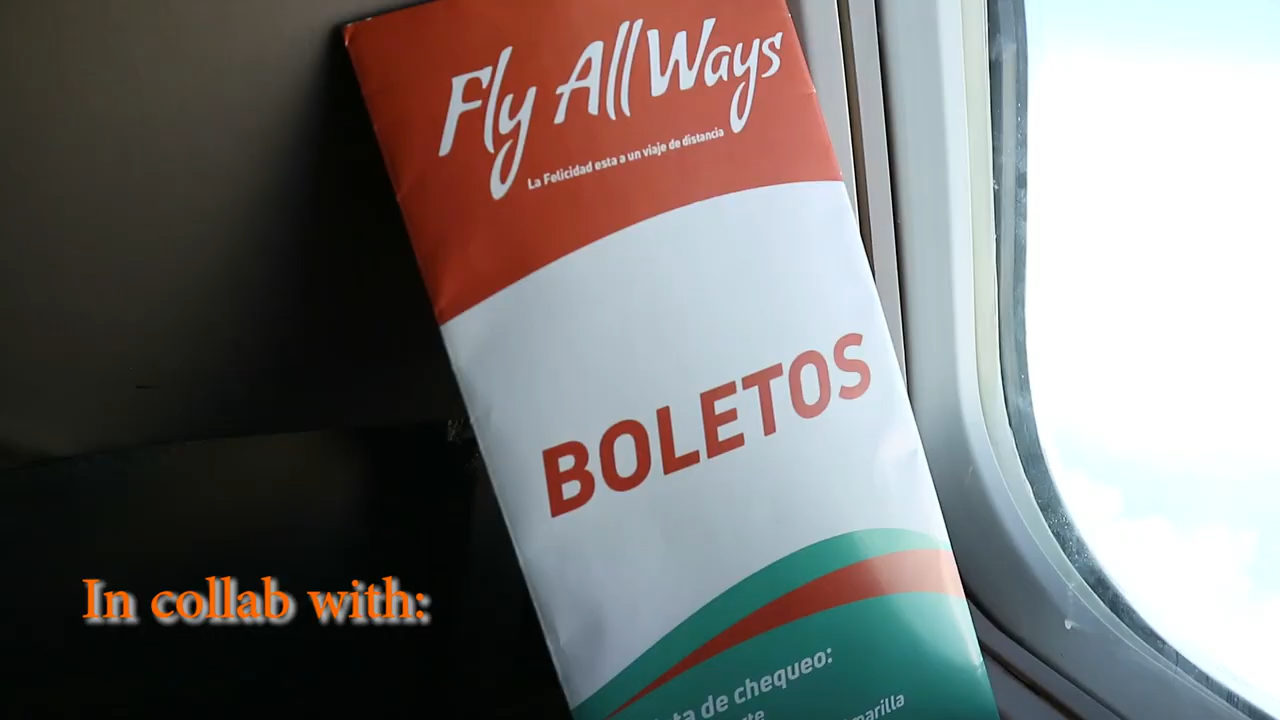 Fly All Ways
La Felicidad esta a un viaje de distancia
BOLETOS
In collab with:
de chequeo: